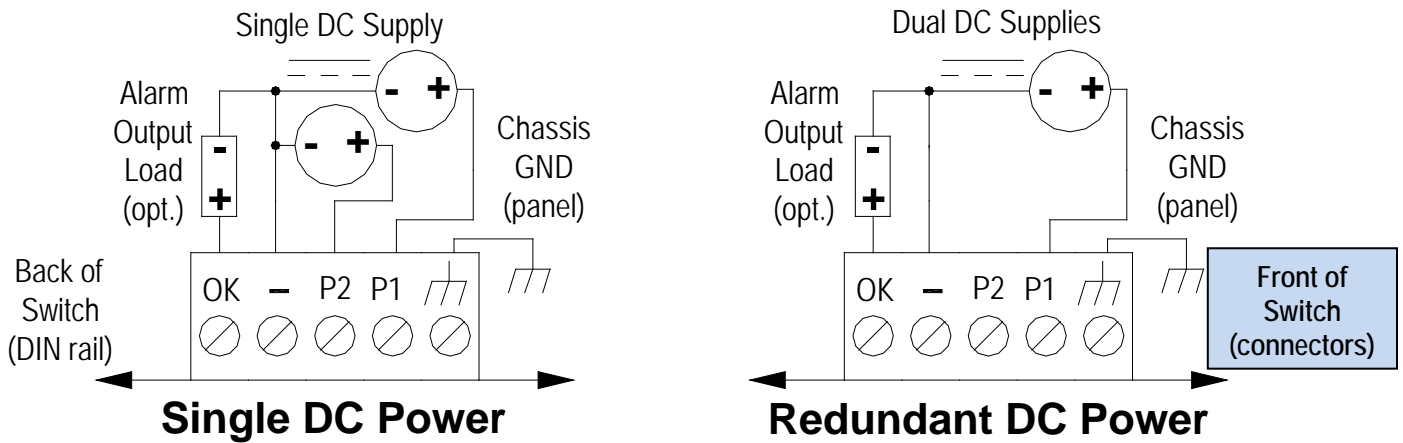 Single DC Supply
Alarm
Output
Load
(opt.)
-
+
-
+
-
+
Chassis
GND
(panel)
Back of
Switch
(DIN rail)
OK
–
P2
P1
Single DC Power
Dual DC Supplies
Alarm
Output
Load
(opt.)
-
+
-
+
Chassis
GND
(panel)
OK
–
P2
P1
Front of
Switch
(connectors)
Redundant DC Power